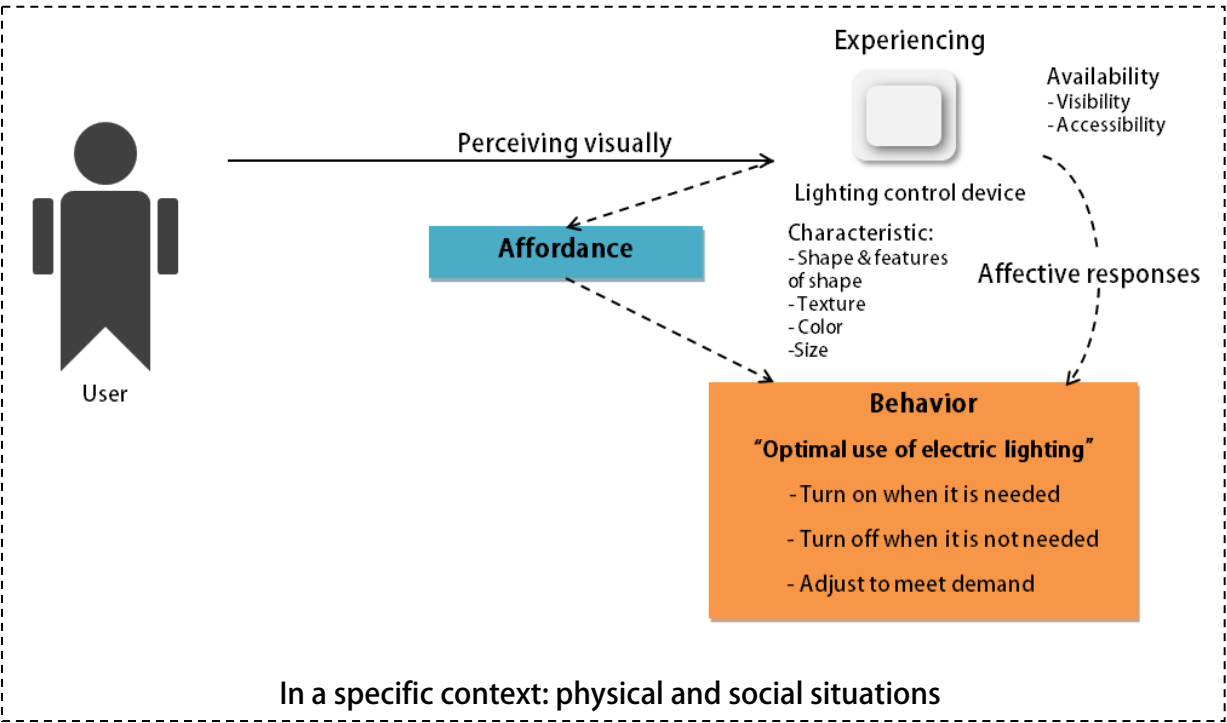 Experiencing
Availability
- Visibility
- Accessibility
Perceiving visually
Lighting control device
Affordance
Characteristic:
- Shape & features
of shape
- Texture
- Color
-Size
Affective responses
User
Behavior
“Optimal use of electric lighting”
- Turn on when it is needed
- Turn off when it is not needed
- Adjust to meet demand
In a specific context: physical and social situations